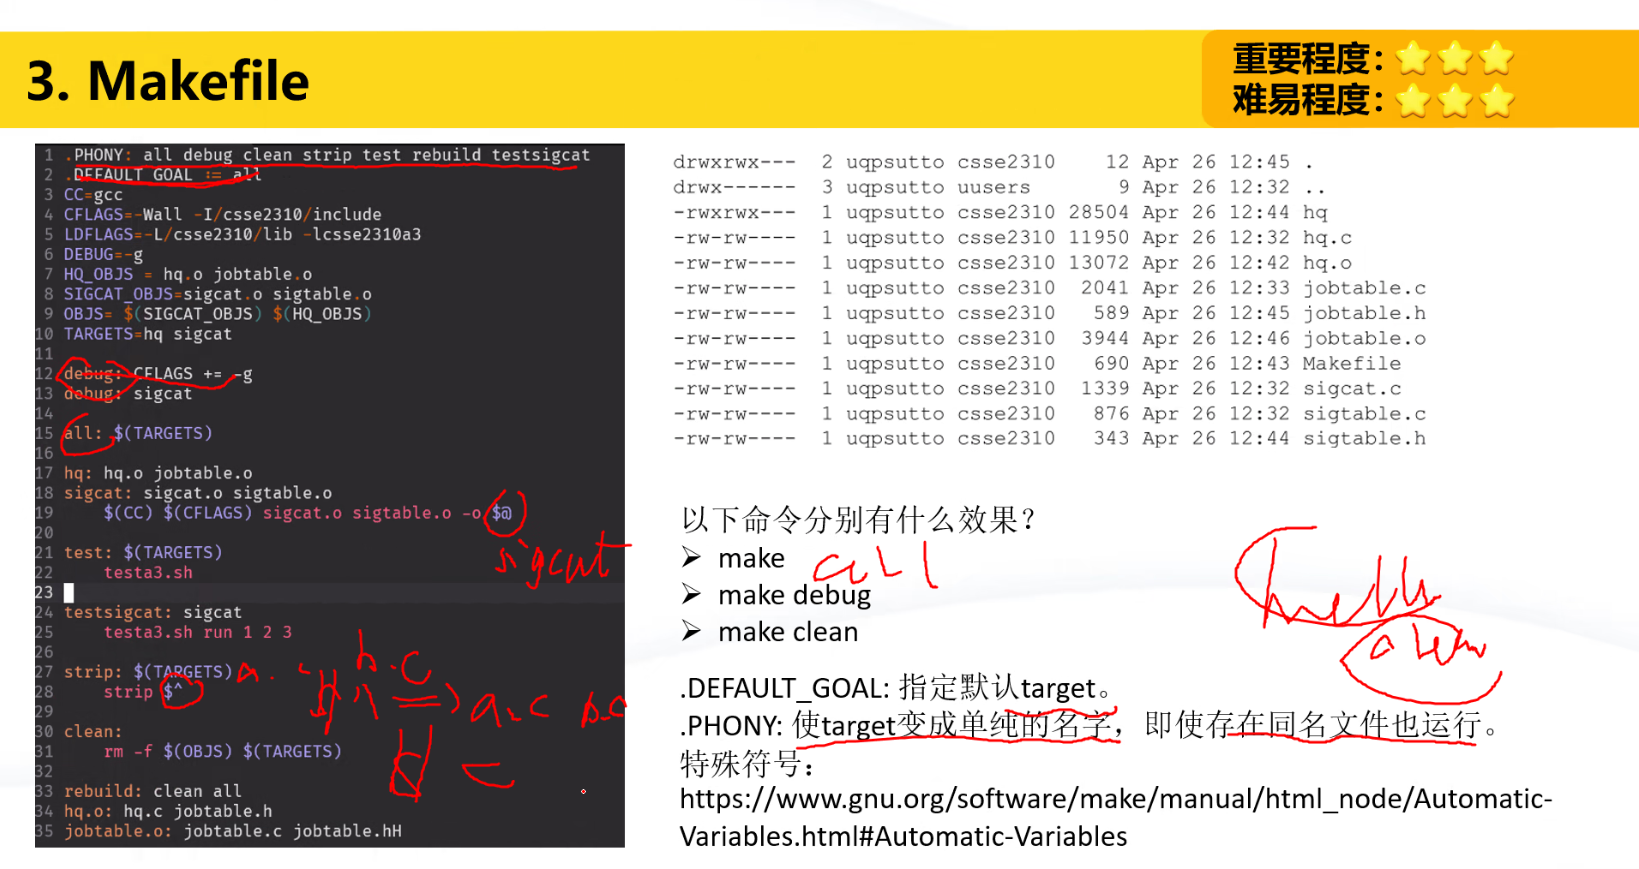 3. Makefile
重要程度：
难易程度：
1 .PHONY: all debug clean strip test rebuild testsigcat
2 .DEFAULT_GOAL := all
3 CC=gcc
4 CFLAGS=-Wall -I/csse2310/include
5 LDFLAGS=-L/csse2310/lib -lcsse2310a3
6 DEBUG=-g
7 HQ_OBJS = hq.o jobtable.o
8 SIGCAT_OBJS=sigcat.o sigtable.o
9 OBJS= $(SIGCAT_OBJS) $(HQ_OBJS)
10 TARGETS=hq sigcat
11
12 debug: CFLAGS += -g
13 debug: sigcat
14
15 all: $(TARGETS)
16
17 hq: hq.o jobtable.o
18 sigcat: sigcat.o sigtable.o
19 $(CC) $(CFLAGS) sigcat.o sigtable.o -o $@
20
sigcat
21 test: $(TARGETS)
22 testa3.sh
23
24 testsigcat: sigcat
25 testa3.sh run 1 2 3
26
27 strip: $(TARGETS)
28 strip $^
29
30 clean:
31 rm -f $(OBJS) $(TARGETS)
32
33 rebuild: clean all
34 hq.o: hq.c jobtable.h
35 jobtable.o: jobtable.c jobtable.hH
b.c
a.c
drwxrwx--- 2 uqpsutto csse2310 12 Apr 26 12:45 .
drwx------ 3 uqpsutto uusers 9 Apr 26 12:32 ..
-rwxrwx--- 1 uqpsutto csse2310 28504 Apr 26 12:44 hq
-rw-rw---- 1 uqpsutto csse2310 11950 Apr 26 12:32 hq.c
-rw-rw---- 1 uqpsutto csse2310 13072 Apr 26 12:42 hq.o
-rw-rw---- 1 uqpsutto csse2310 2041 Apr 26 12:33 jobtable.c
-rw-rw---- 1 uqpsutto csse2310 589 Apr 26 12:45 jobtable.h
-rw-rw---- 1 uqpsutto csse2310 3944 Apr 26 12:46 jobtable.o
-rw-rw---- 1 uqpsutto csse2310 690 Apr 26 12:43 Makefile
-rw-rw---- 1 uqpsutto csse2310 1339 Apr 26 12:32 sigcat.c
-rw-rw---- 1 uqpsutto csse2310 876 Apr 26 12:32 sigtable.c
-rw-rw---- 1 uqpsutto csse2310 343 Apr 26 12:44 sigtable.h
以下命令分别有什么效果？
➢ make
all
➢ make debug
➢ make clean
.DEFAULT_GOAL: 指定默认target。
.PHONY: 使target变成单纯的名字，即使存在同名文件也运行。
特殊符号：
https://www.gnu.org/software/make/manual/html_node/Automatic-
Variables.html#Automatic-Variables